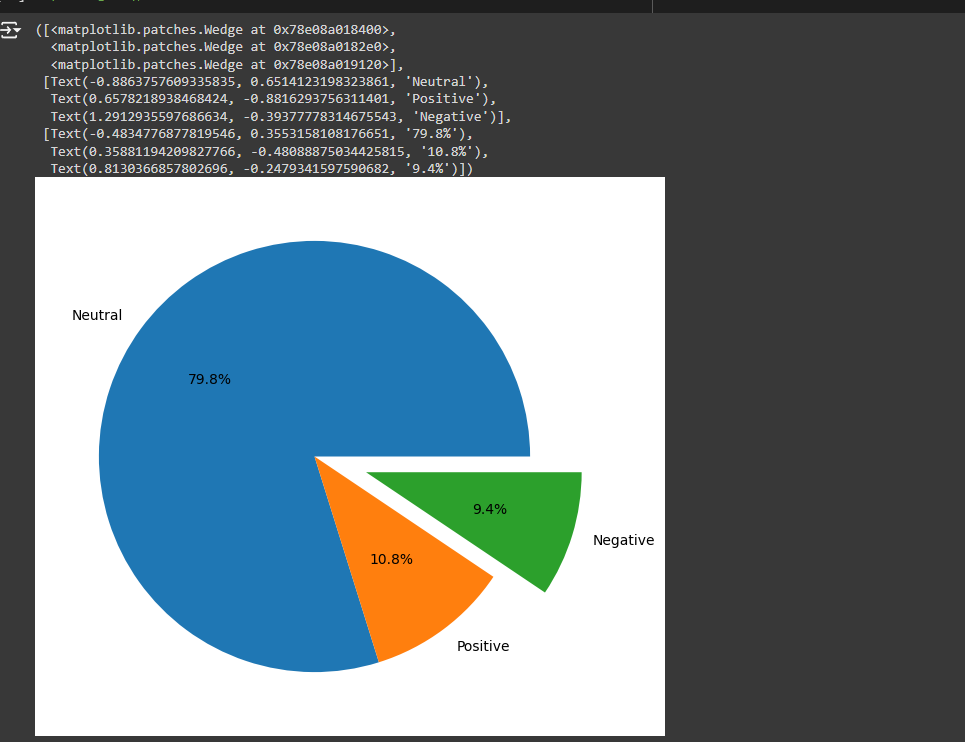 ([<matplotlib.patches.Wedge at 0x78e08a018400>,
<matplotlib.patches.Wedge at 0x78e08a0182e0>,
<matplotlib.patches.Wedge at 0x78e08a019120>],
[Text(-0.8863757609335835, 0.6514123198323861, 'Neutral'),
Text(0.6578218938468424, -0.8816293756311401, 'Positive'),
Text(1.2912935597686634, -0.39377778314675543, 'Negative')],
[Text(-0.4834776877819546, 0.3553158108176651, '79.8%'),
Text(0.35881194209827766, -0.48088875034425815, '10.8%'),
Text(0.8130366857802696, -0.2479341597590682, '9.4%')])
Neutral
79.8%
9.4%
Negative
10.8%
Positive